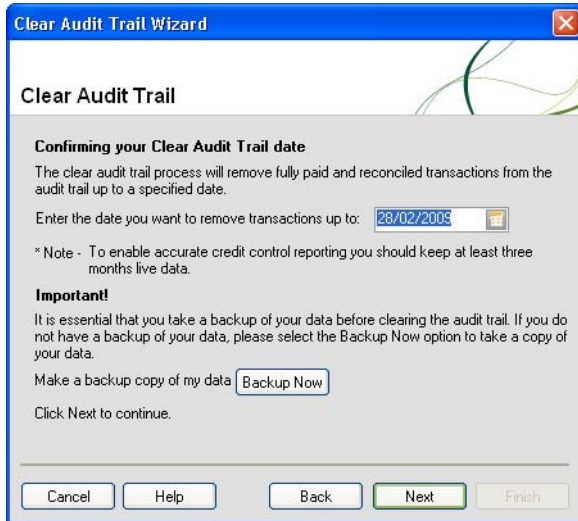 Clear Audit Trail Wizard
Clear Audit Trail
Confirming your Clear Audit Trail date
The clear audit trail process will remove fully paid and reconciled transactions from the
audit trail up to a specified date.
Enter the date you want to remove transactions up to: 28/02/2009
* Note - To enable accurate credit control reporting you should keep at least three
months live data.
Important!
It is essential that you take a backup of your data before clearing the audit trail. If you do
not have a backup of your data, please select the Backup Now option to take a copy of
your data.
Make a backup copy of my data Backup Now
Click Next to continue.
Cancel Help Back Next Finish